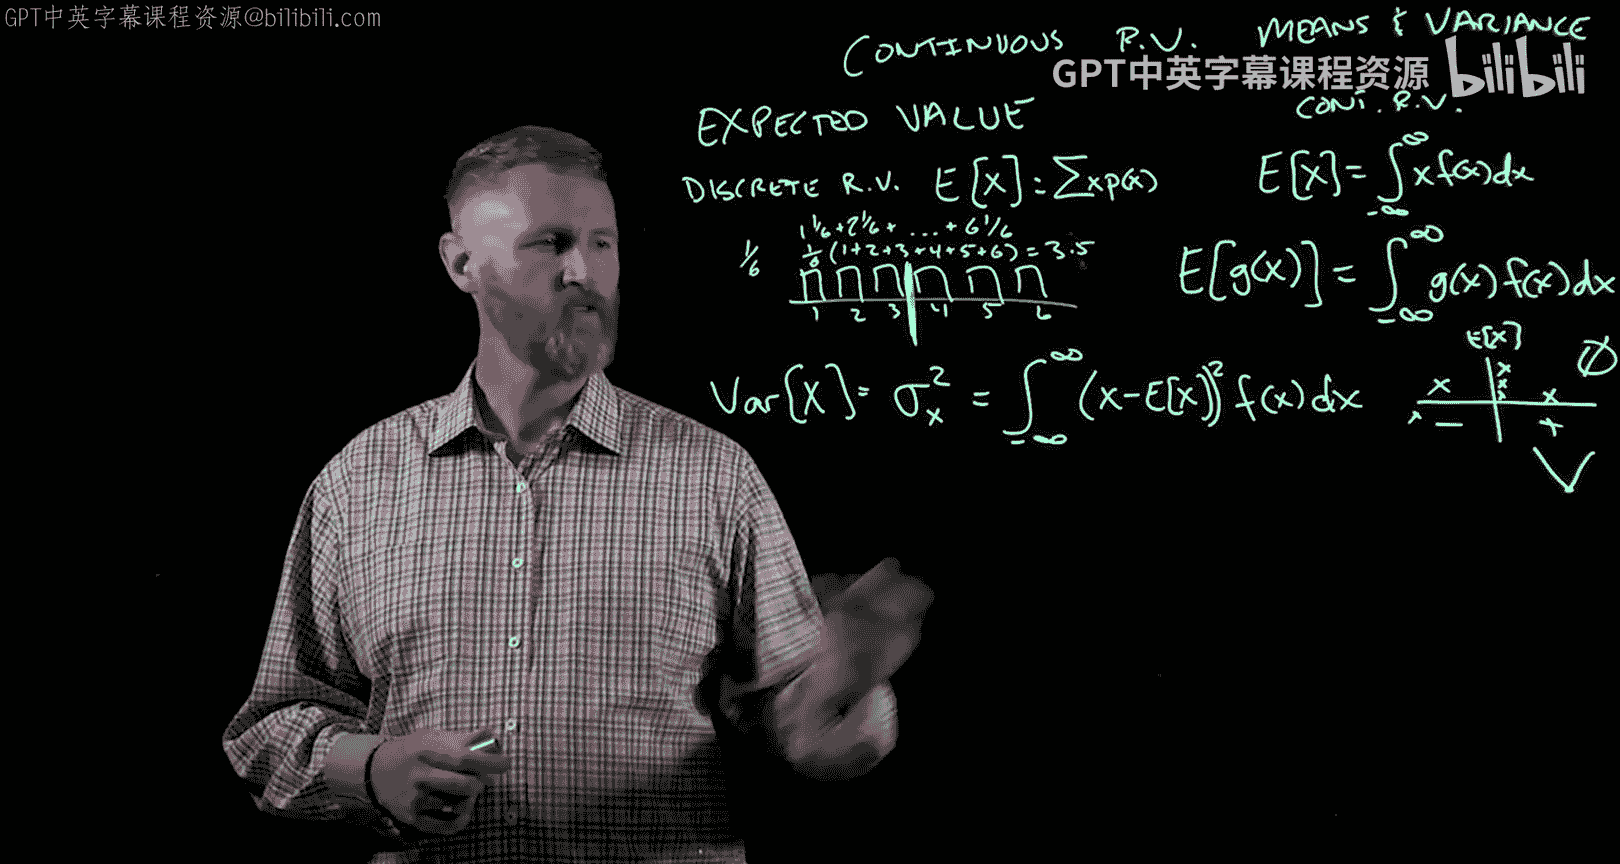 GPT中英字幕课程资源@bilibili.com
CONTINUOUS R.V. MEANS & VARIANCE
GPT中英字幕课程资源 bilibili
EXPECTED VALUE
CONT. R.V.
DISCRETE R.V. E[X] = ∑xp(x)
E[X] = ∫_{-∞}^{∞} x f(x) dx
1 1/6 + 2 1/6 + ... + 6 1/6
1/6
1/6 (1+2+3+4+5+6) = 3.5
1 2 3 4 5 6
E[g(x)] = ∫_{-∞}^{∞} g(x) f(x) dx
Var[X] = σ_x^2 = ∫_{-∞}^{∞} (x-E[X])^2 f(x) dx
E[X]
x x x x x
x - +